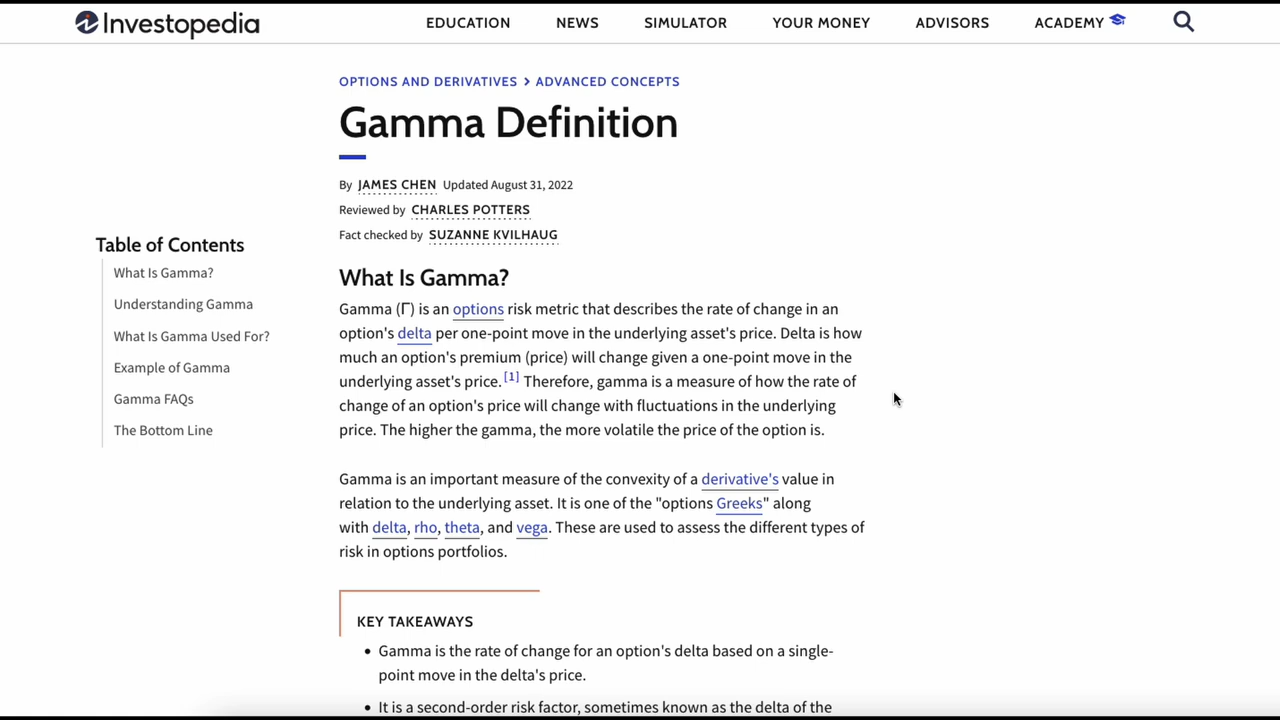 Investopedia
EDUCATION NEWS SIMULATOR YOUR MONEY ADVISORS ACADEMY
OPTIONS AND DERIVATIVES > ADVANCED CONCEPTS
Gamma Definition
By JAMES CHEN Updated August 31, 2022
Reviewed by CHARLES POTTERS
Fact checked by SUZANNE KVILHAUG
Table of Contents
What Is Gamma?
Understanding Gamma
What Is Gamma Used For?
Example of Gamma
Gamma FAQs
The Bottom Line
What Is Gamma?
Gamma (Γ) is an options risk metric that describes the rate of change in an
option's delta per one-point move in the underlying asset's price. Delta is how
much an option's premium (price) will change given a one-point move in the
underlying asset's price.[1] Therefore, gamma is a measure of how the rate of
change of an option's price will change with fluctuations in the underlying
price. The higher the gamma, the more volatile the price of the option is.
Gamma is an important measure of the convexity of a derivative's value in
relation to the underlying asset. It is one of the "options Greeks" along
with delta, rho, theta, and vega. These are used to assess the different types of
risk in options portfolios.
KEY TAKEAWAYS
• Gamma is the rate of change for an option's delta based on a single-
point move in the delta's price.
• It is a second-order risk factor, sometimes known as the delta of the